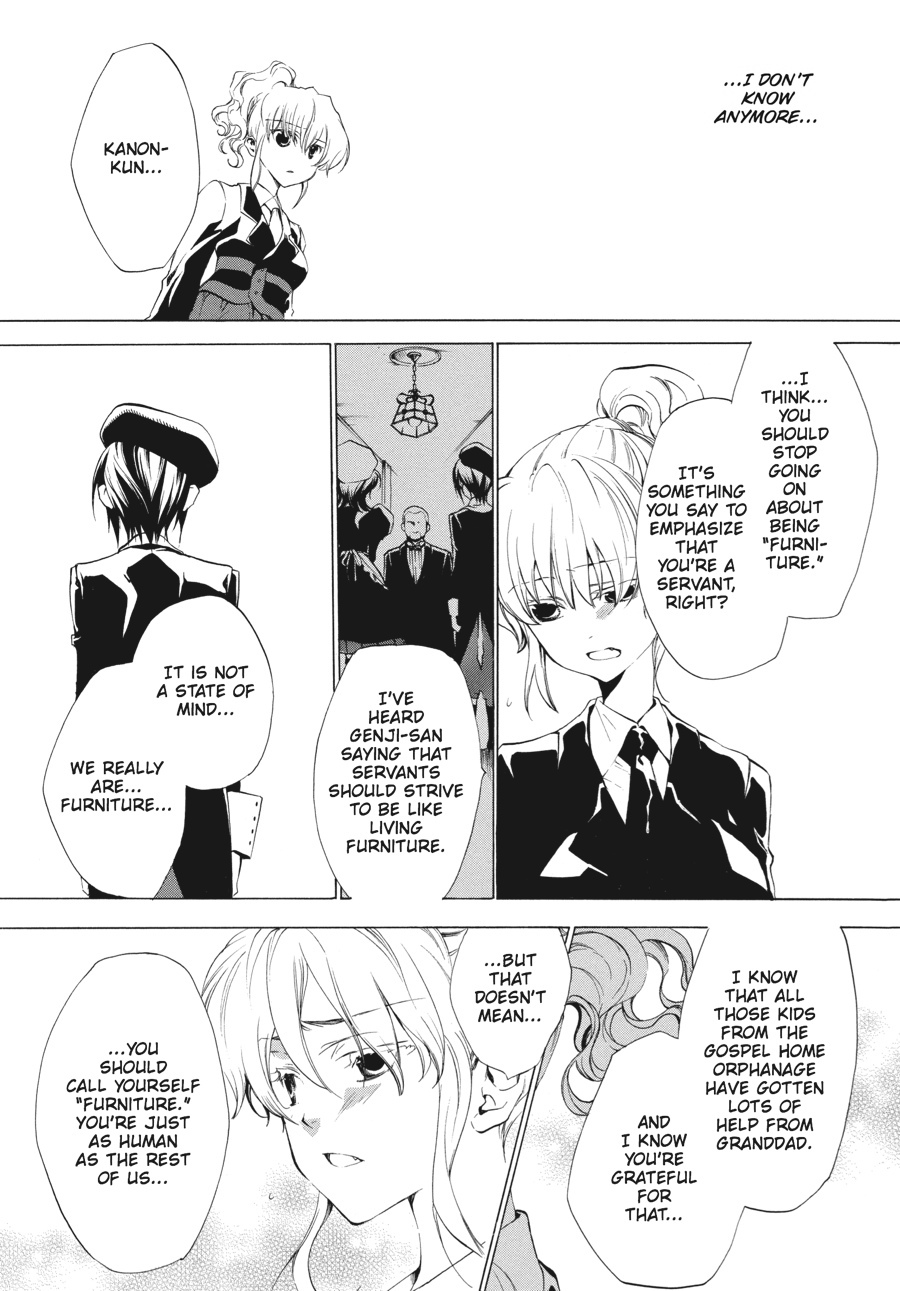 ...I DON'T
KNOW
ANYMORE...
KANON-
KUN...
...I
THINK...
YOU
SHOULD
STOP
GOING
ON
ABOUT
BEING
"FURNI-
TURE."
IT'S
SOMETHING
YOU SAY TO
EMPHASIZE
THAT
YOU'RE A
SERVANT,
RIGHT?
I'VE
HEARD
GENJI-SAN
SAYING THAT
SERVANTS
SHOULD STRIVE
TO BE LIKE
LIVING
FURNITURE.
IT IS NOT
A STATE OF
MIND...
WE REALLY
ARE...
FURNITURE...
I KNOW
THAT ALL
THOSE KIDS
FROM THE
GOSPEL HOME
ORPHANAGE
HAVE GOTTEN
LOTS OF
HELP FROM
GRANDDAD.
AND
I KNOW
YOU'RE
GRATEFUL
FOR
THAT...
...BUT
THAT
DOESN'T
MEAN...
...YOU
SHOULD
CALL YOURSELF
"FURNITURE."
YOU'RE JUST
AS HUMAN
AS THE REST
OF US...